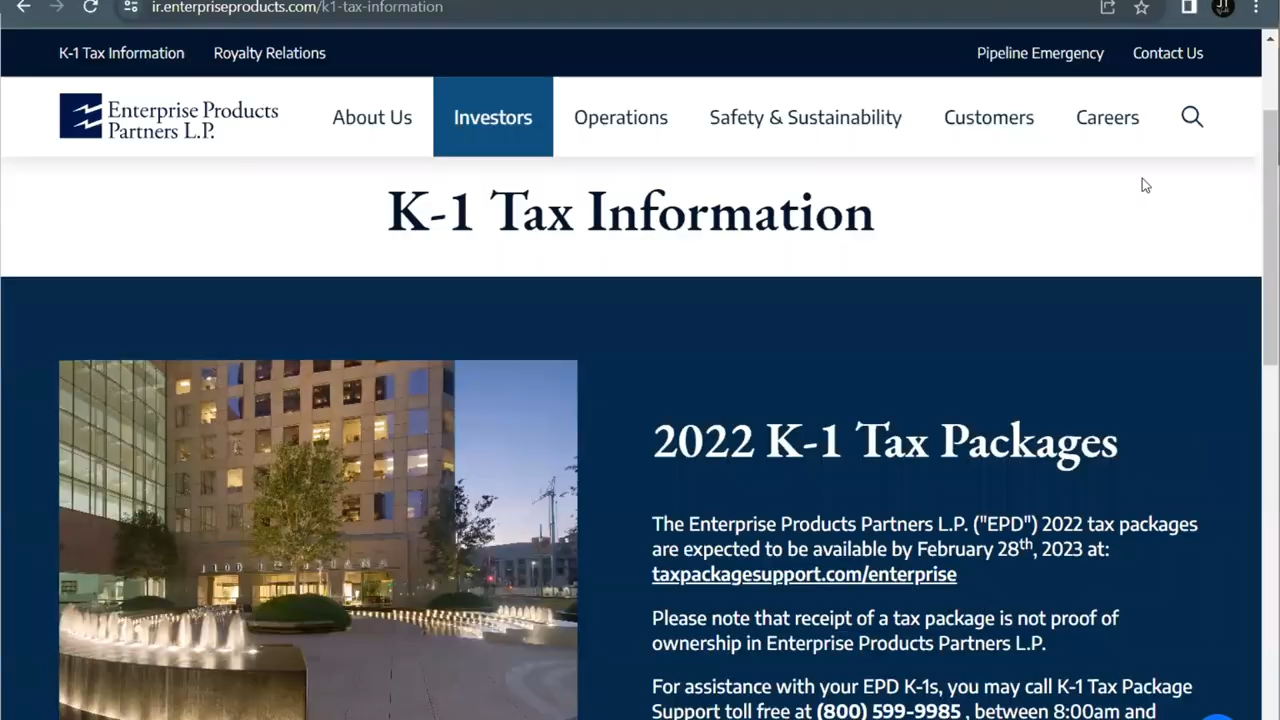 ir.enterpriseproducts.com/k1-tax-information
K-1 Tax Information Royalty Relations Pipeline Emergency Contact Us
Enterprise Products
Partners L.P.
About Us Investors Operations Safety & Sustainability Customers Careers
K-1 Tax Information
2022 K-1 Tax Packages
The Enterprise Products Partners L.P. ("EPD") 2022 tax packages
are expected to be available by February 28th, 2023 at:
taxpackagesupport.com/enterprise
Please note that receipt of a tax package is not proof of
ownership in Enterprise Products Partners L.P.
For assistance with your EPD K-1s, you may call K-1 Tax Package
Support toll free at (800) 599-9985 , between 8:00am and